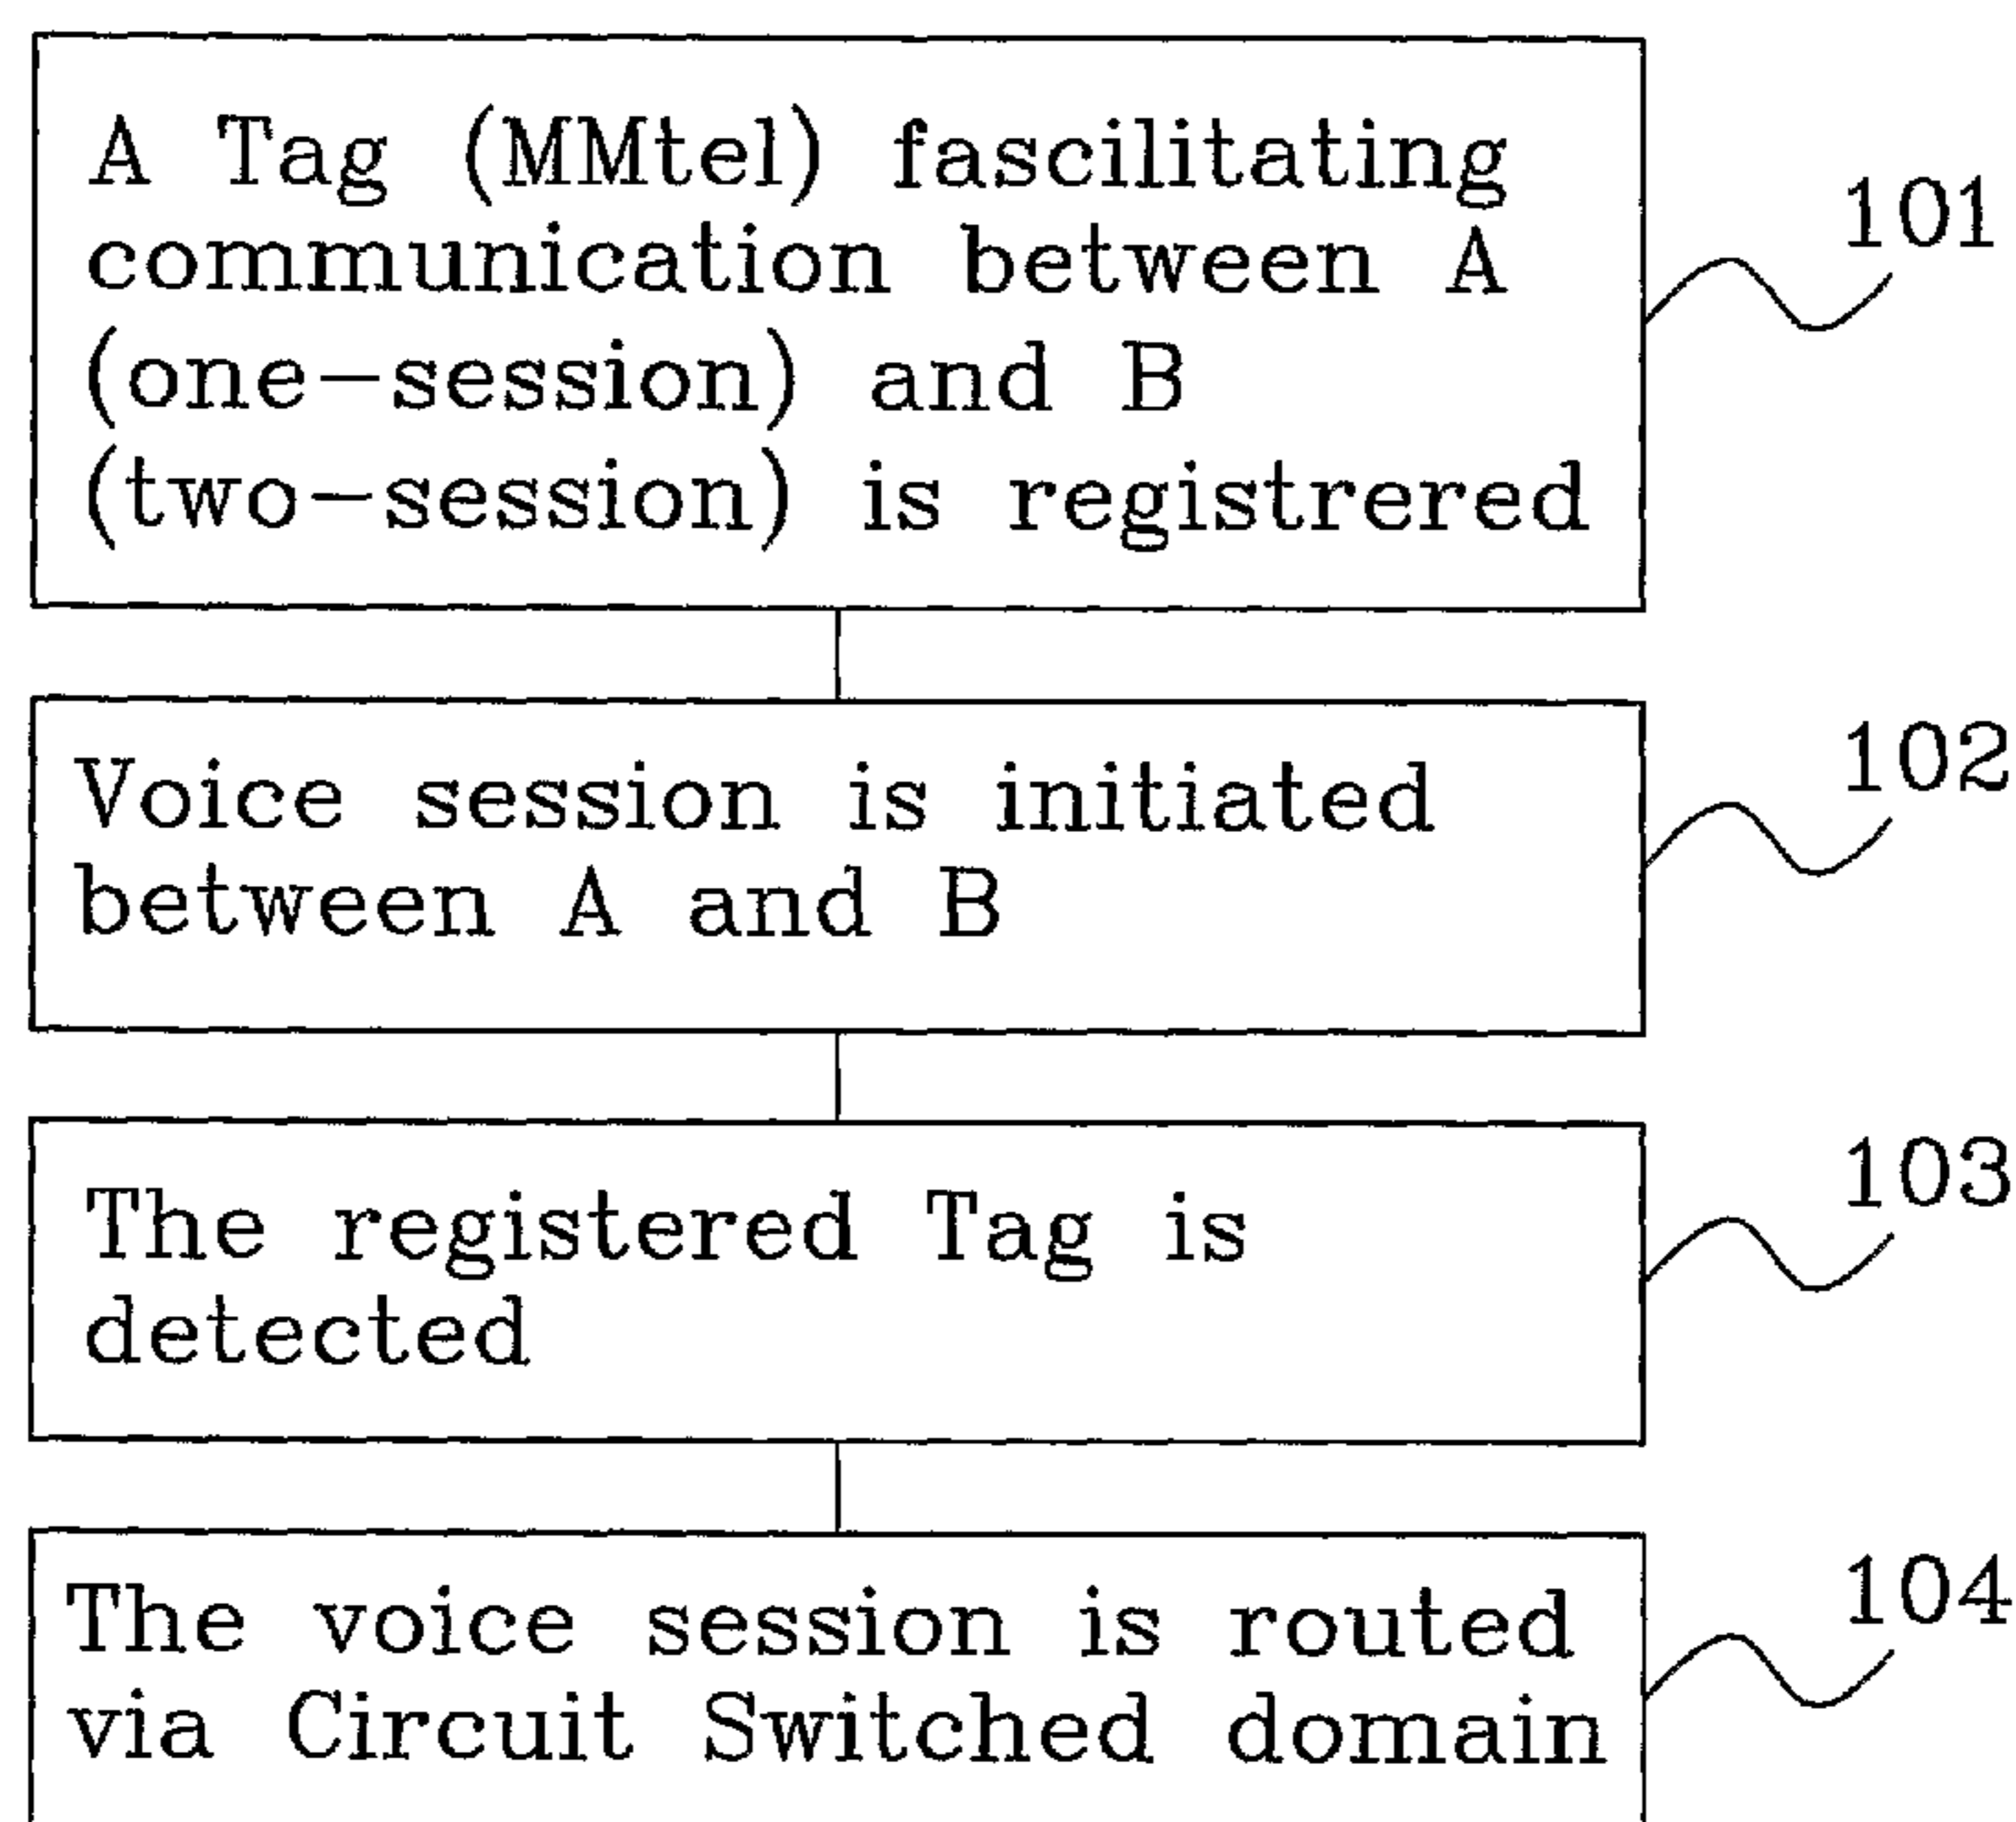 A Tag (MMtel) fascilitating
communication between A
(one-session) and B
(two-session) is registrered
101
Voice session is initiated
between A and B
102
The registered Tag is
detected
103
The voice session is routed
via Circuit Switched domain
104